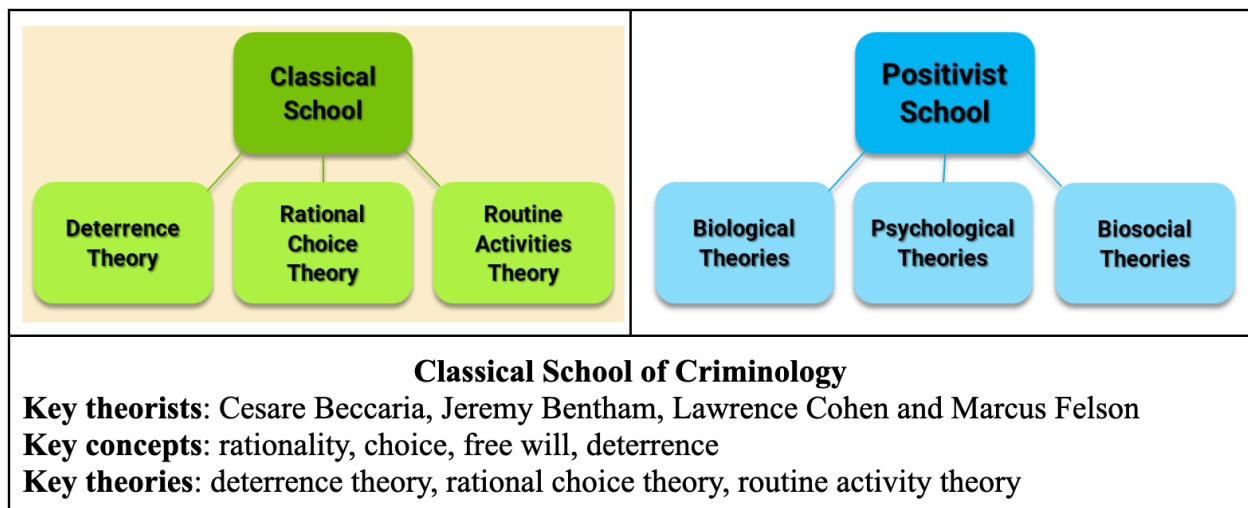 Classical
School
Deterrence
Theory
Rational
Choice
Theory
Routine
Activities
Theory
Positivist
School
Biological
Theories
Psychological
Theories
Biosocial
Theories
Classical School of Criminology
Key theorists: Cesare Beccaria, Jeremy Bentham, Lawrence Cohen and Marcus Felson
Key concepts: rationality, choice, free will, deterrence
Key theories: deterrence theory, rational choice theory, routine activity theory